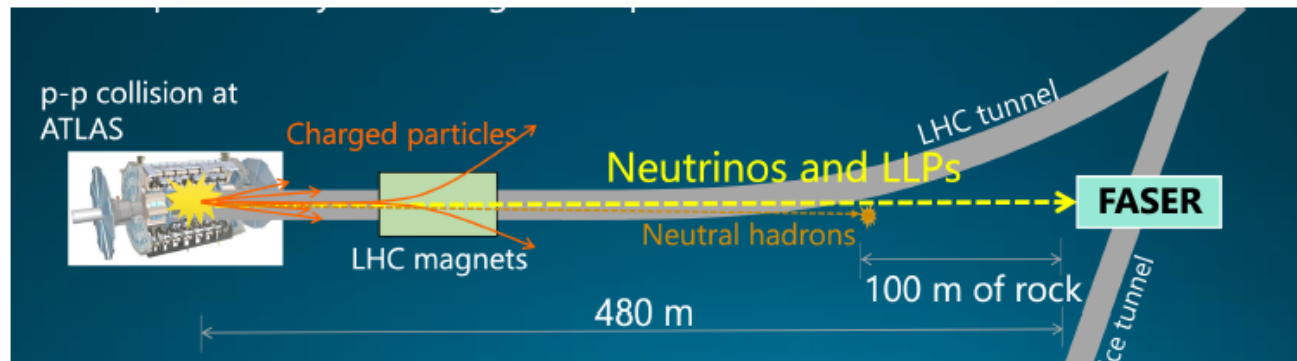 p-p collision at
ATLAS
Charged particles
LHC magnets
Neutrinos and LLPs
Neutral hadrons
LHC tunnel
FASER
100 m of rock
480 m
tunnel